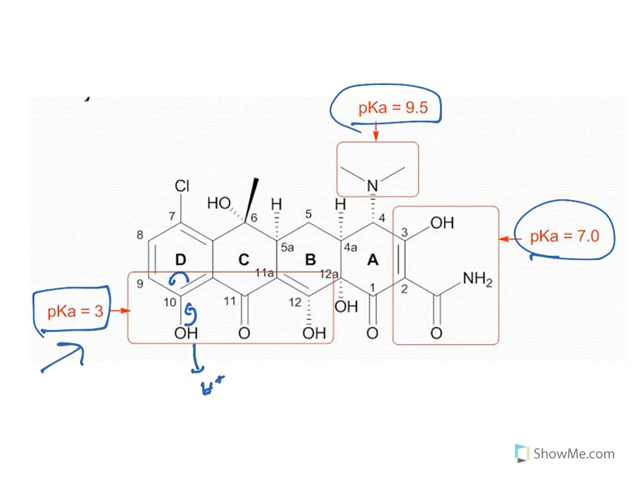 pKa = 9.5
Cl
HO
H
H
N
7
6
5
4
OH
8
5a
4a
3
pKa = 7.0
D
C
B
A
9
11a
12a
2
NH2
pKa = 3
10
11
12
OH
1
OH
O
OH
O
O
H+
ShowMe.com